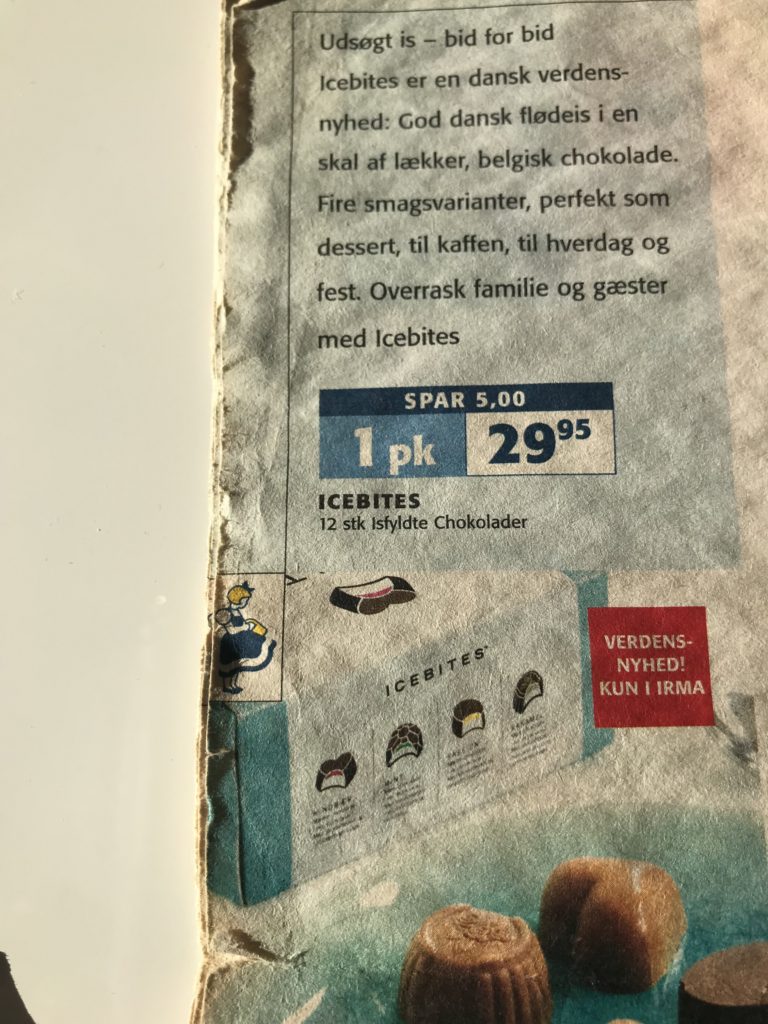 Udsøgt is – bid for bid
Icebites er en dansk verdens-
nyhed: God dansk flødeis i en
skal af lækker, belgisk chokolade.
Fire smagsvarianter, perfekt som
dessert, til kaffen, til hverdag og
fest. Overrask familie og gæster
med Icebites
SPAR 5,00
1 pk 29 95
ICEBITES
12 stk Isfyldte Chokolader
VERDENS-
NYHED!
KUN I IRMA
ICEBITES